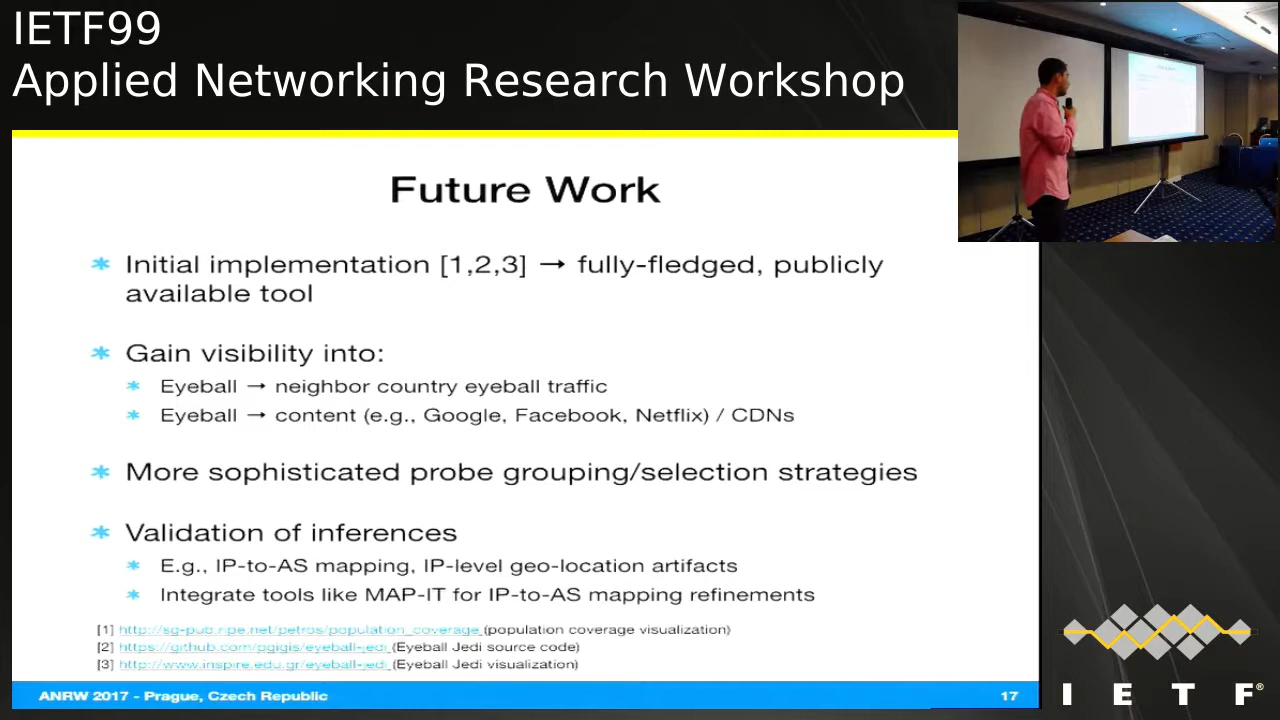 IETF99
Applied Networking Research Workshop
Future Work
* Initial implementation [1,2,3] → fully-fledged, publicly
available tool
* Gain visibility into:
* Eyeball → neighbor country eyeball traffic
* Eyeball → content (e.g., Google, Facebook, Netflix) / CDNs
* More sophisticated probe grouping/selection strategies
* Validation of inferences
* E.g., IP-to-AS mapping, IP-level geo-location artifacts
* Integrate tools like MAP-IT for IP-to-AS mapping refinements
[1] http://sg-pub.ripe.net/petros/population_coverage (population coverage visualization)
[2] https://github.com/pgigis/eyeball-jedi (Eyeball Jedi source code)
[3] http://www.inspire.edu.gr/eyeball-jedi (Eyeball Jedi visualization)
ANRW 2017 - Prague, Czech Republic 17
I E T F®